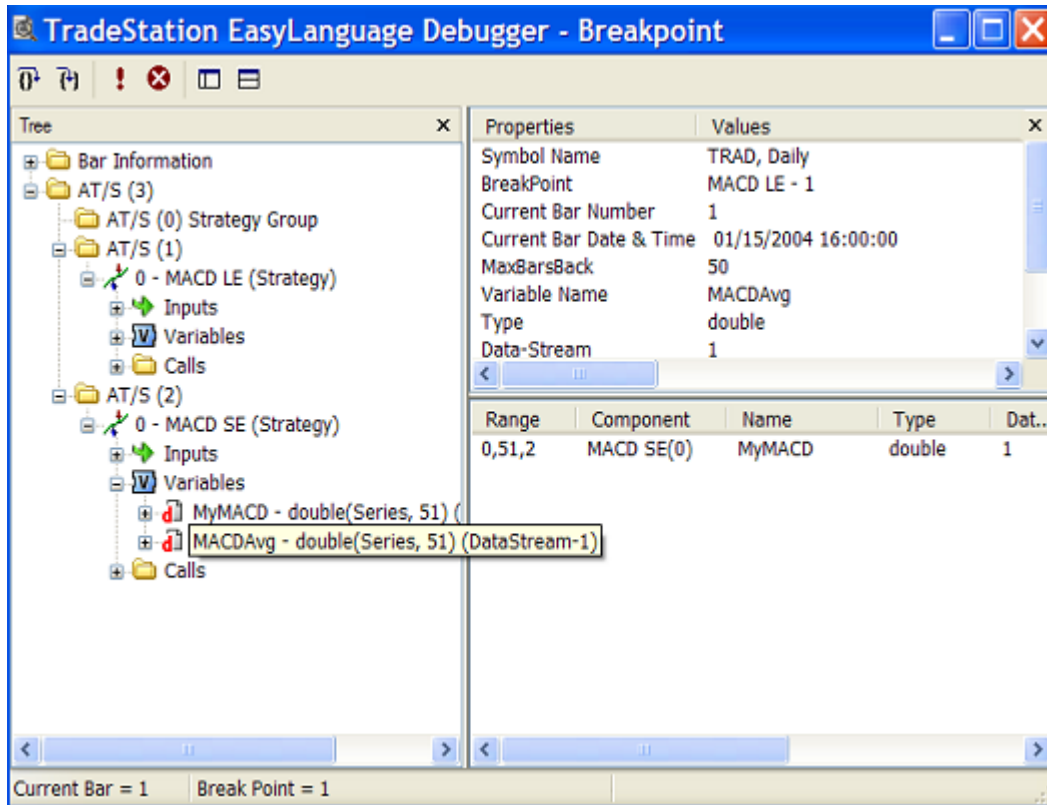 TradeStation EasyLanguage Debugger - Breakpoint
Tree
Bar Information
AT/S (3)
AT/S (0) Strategy Group
AT/S (1)
0 - MACD LE (Strategy)
Inputs
Variables
Calls
AT/S (2)
0 - MACD SE (Strategy)
Inputs
Variables
MyMACD - double(Series, 51) (
MACDAvg - double(Series, 51) (DataStream-1)
Calls
Properties Values
Symbol Name TRAD, Daily
BreakPoint MACD LE - 1
Current Bar Number 1
Current Bar Date & Time 01/15/2004 16:00:00
MaxBarsBack 50
Variable Name MACDAvg
Type double
Data-Stream 1
Range Component Name Type Dat..
0,51,2 MACD SE(0) MyMACD double 1
Current Bar = 1 Break Point = 1